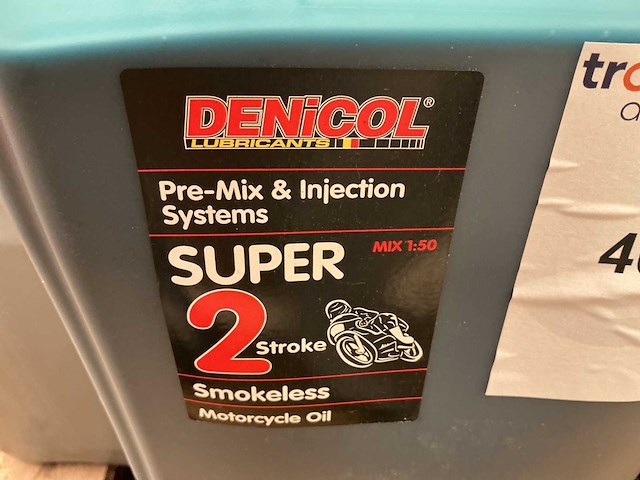 DENiCOL®
LUBRICANTS
Pre-Mix & Injection
Systems
MIX 1:50
SUPER
2 Stroke
Smokeless
Motorcycle Oil